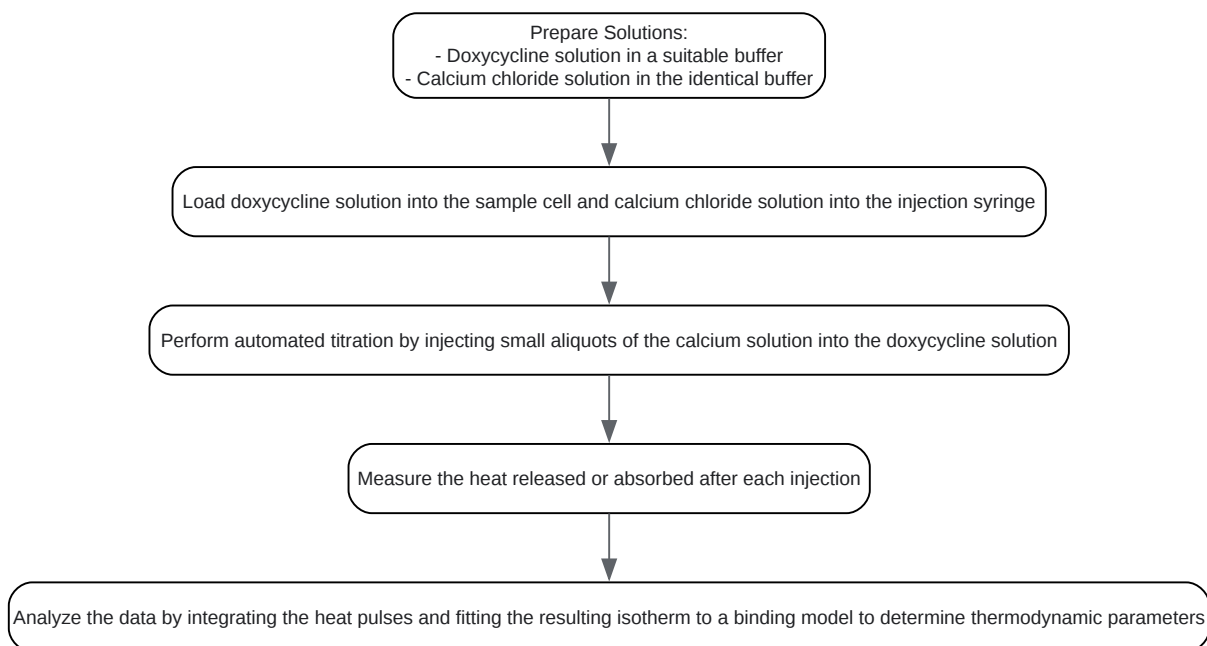 Prepare Solutions:
- Doxycycline solution in a suitable buffer
- Calcium chloride solution in the identical buffer
Load doxycycline solution into the sample cell and calcium chloride solution into the injection syringe
Perform automated titration by injecting small aliquots of the calcium solution into the doxycycline solution
Measure the heat released or absorbed after each injection
Analyze the data by integrating the heat pulses and fitting the resulting isotherm to a binding model to determine thermodynamic parameters